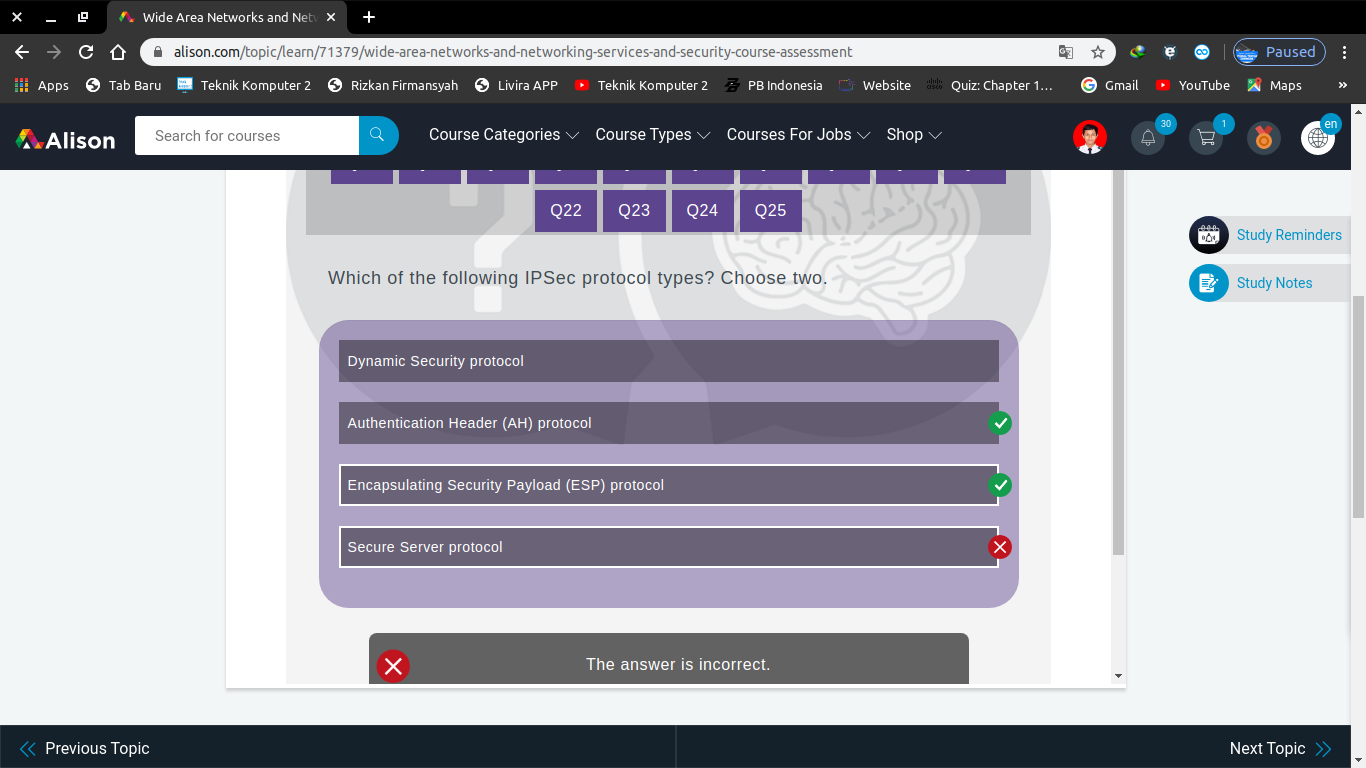 Wide Area Networks and Net
alison.com/topic/learn/71379/wide-area-networks-and-networking-services-and-security-course-assessment
Paused
Apps
Tab Baru
Teknik Komputer 2
Rizkan Firmansyah
Livira APP
Teknik Komputer 2
PB Indonesia
Website
Quiz: Chapter 1...
Gmail
YouTube
Maps
»
Alison
Search for courses
Course Categories
Course Types
Courses For Jobs
Shop
30
1
en
Q22
Q23
Q24
Q25
Study Reminders
Study Notes
Which of the following IPSec protocol types? Choose two.
Dynamic Security protocol
Authentication Header (AH) protocol
Encapsulating Security Payload (ESP) protocol
Secure Server protocol
The answer is incorrect.
Previous Topic
Next Topic